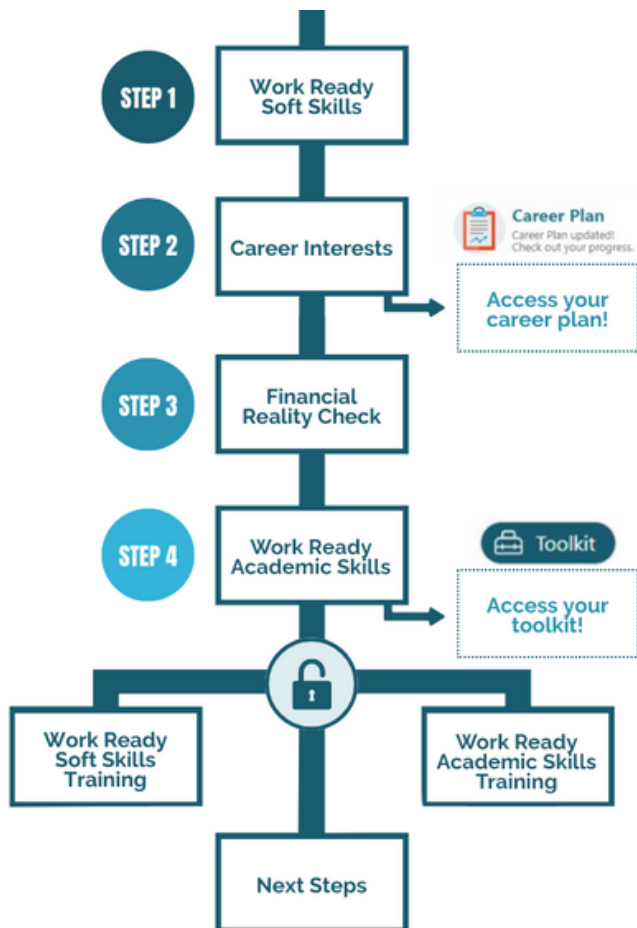 STEP 1
Work Ready
Soft Skills
STEP 2
Career Interests
Career Plan
Career Plan updated!
Check out your progress.
Access your
career plan!
STEP 3
Financial
Reality Check
STEP 4
Work Ready
Academic Skills
Toolkit
Access your
toolkit!
Work Ready
Soft Skills
Training
Work Ready
Academic Skills
Training
Next Steps